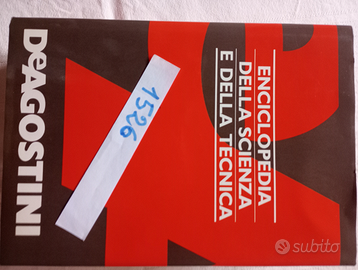 ENCICLOPEDIA
DELLA SCIENZA
E DELLA TECNICA
1526
DeAGOSTINI
subito